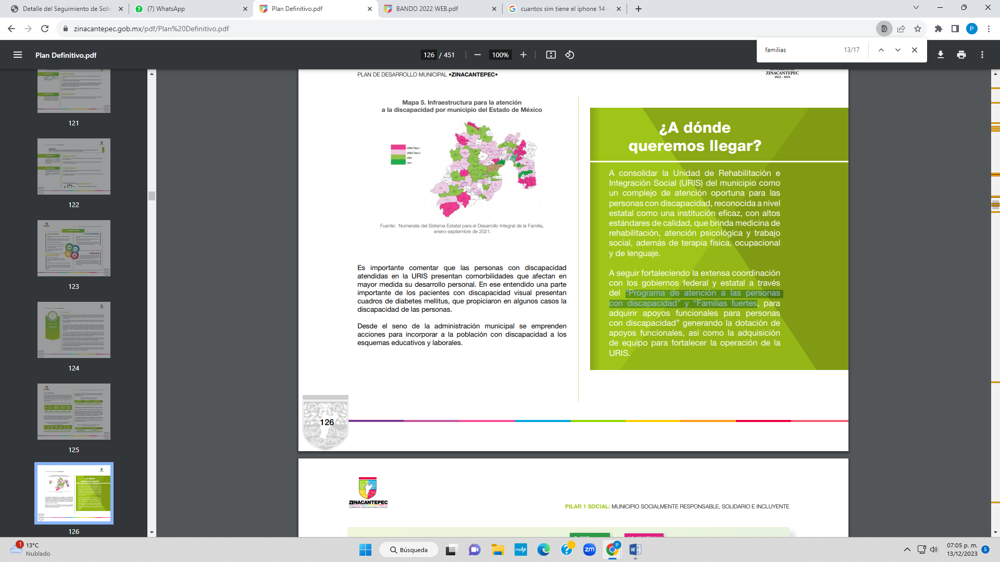 Detalle del Seguimiento de Solic
(7) WhatsApp
Plan Definitivo.pdf
BANDO 2022 WEB.pdf
cuantos sim tiene el iphone 14 -
zinacantepec.gob.mx/pdf/Plan%20Definitivo.pdf
P
Plan Definitivo.pdf
126 / 451
100%
familias
13/17
121
122
123
124
125
126
PLAN DE DESARROLLO MUNICIPAL •ZINACANTEPEC•
ZINACANTEPEC
2022 - 2024
Mapa 5. Infraestructura para la atención
a la discapacidad por municipio del Estado de México
UBRIS Tipo I
UBRIS Tipo II
URIS
CRIS
Fuente: Numeralia del Sistema Estatal para el Desarrollo Integral de la Familia,
enero-septiembre de 2021.
Es importante comentar que las personas con discapacidad
atendidas en la URIS presentan comorbilidades que afectan en
mayor medida su desarrollo personal. En ese entendido una parte
importante de los pacientes con discapacidad visual presentan
cuadros de diabetes mellitus, que propiciaron en algunos casos la
discapacidad de las personas.
Desde el seno de la administración municipal se emprenden
acciones para incorporar a la población con discapacidad a los
esquemas educativos y laborales.
¿A dónde
queremos llegar?
A consolidar la Unidad de Rehabilitación e
Integración Social (URIS) del municipio como
un complejo de atención oportuna para las
personas con discapacidad, reconocida a nivel
estatal como una institución eficaz, con altos
estándares de calidad, que brinda medicina de
rehabilitación, atención psicológica y trabajo
social, además de terapia física, ocupacional
y de lenguaje.
A seguir fortaleciendo la extensa coordinación
con los gobiernos federal y estatal a través
del “Programa de atención a las personas
con discapacidad” y “Familias fuertes, para
adquirir apoyos funcionales para personas
con discapacidad” generando la dotación de
apoyos funcionales, así como la adquisición
de equipo para fortalecer la operación de la
URIS.
126
ZINACANTEPEC
GOBIERNO CERCANO E INCLUYENTE
PILAR 1 SOCIAL: MUNICIPIO SOCIALMENTE RESPONSABLE, SOLIDARIO E INCLUYENTE
1
13°C
Nublado
Búsqueda
myhp
zm
P
07:05 p. m.
13/12/2023
5